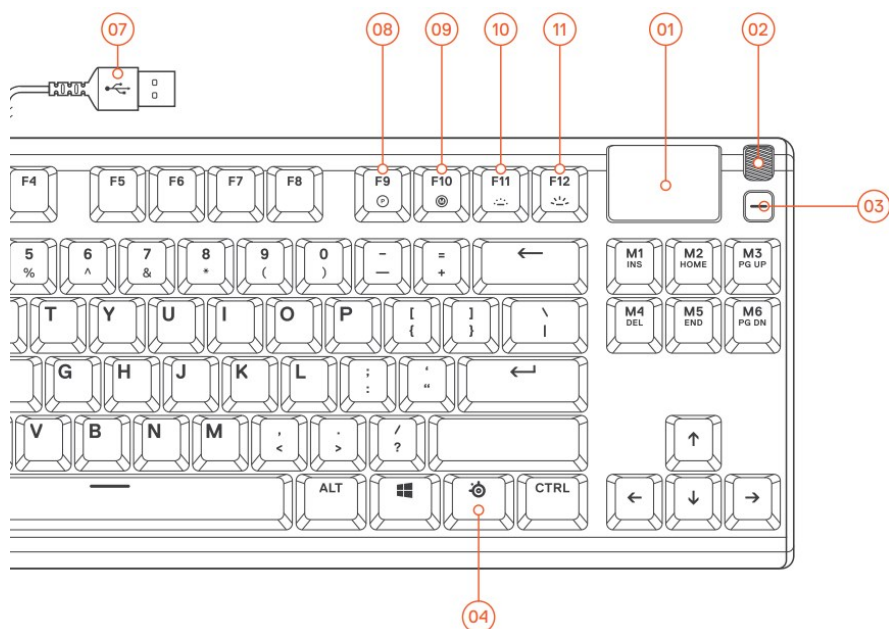 07 08 09 10 11 01 02
F4 F5 F6 F7 F8 F9 F10 F11 F12
P
03
5 6 7 8 9 0 - = M1 M2 M3
% ^ & * ( ) — + INS HOME PG UP
T Y U I O P [ ] \ M4 M5 M6
{ } | DEL END PG DN
G H J K L ; ‘
: “
V B N M , . /
< > ?
ALT CTRL
04